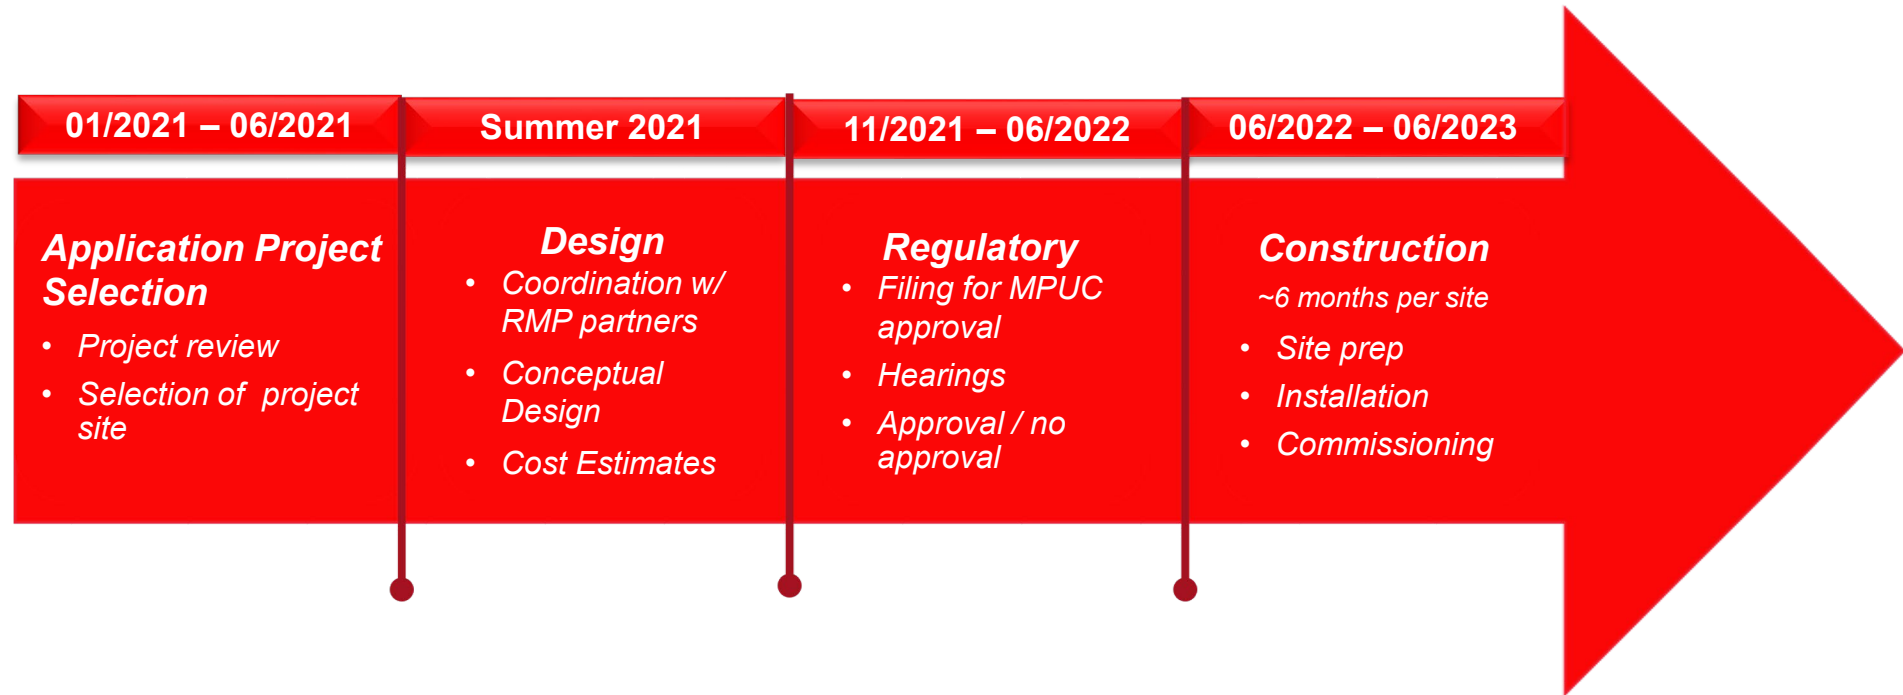 01/2021 – 06/2021
Application Project
Selection
• Project review
• Selection of project
site
Summer 2021
Design
• Coordination w/
RMP partners
• Conceptual
Design
• Cost Estimates
11/2021 – 06/2022
Regulatory
• Filing for MPUC
approval
• Hearings
• Approval / no
approval
06/2022 – 06/2023
Construction
~6 months per site
• Site prep
• Installation
• Commissioning